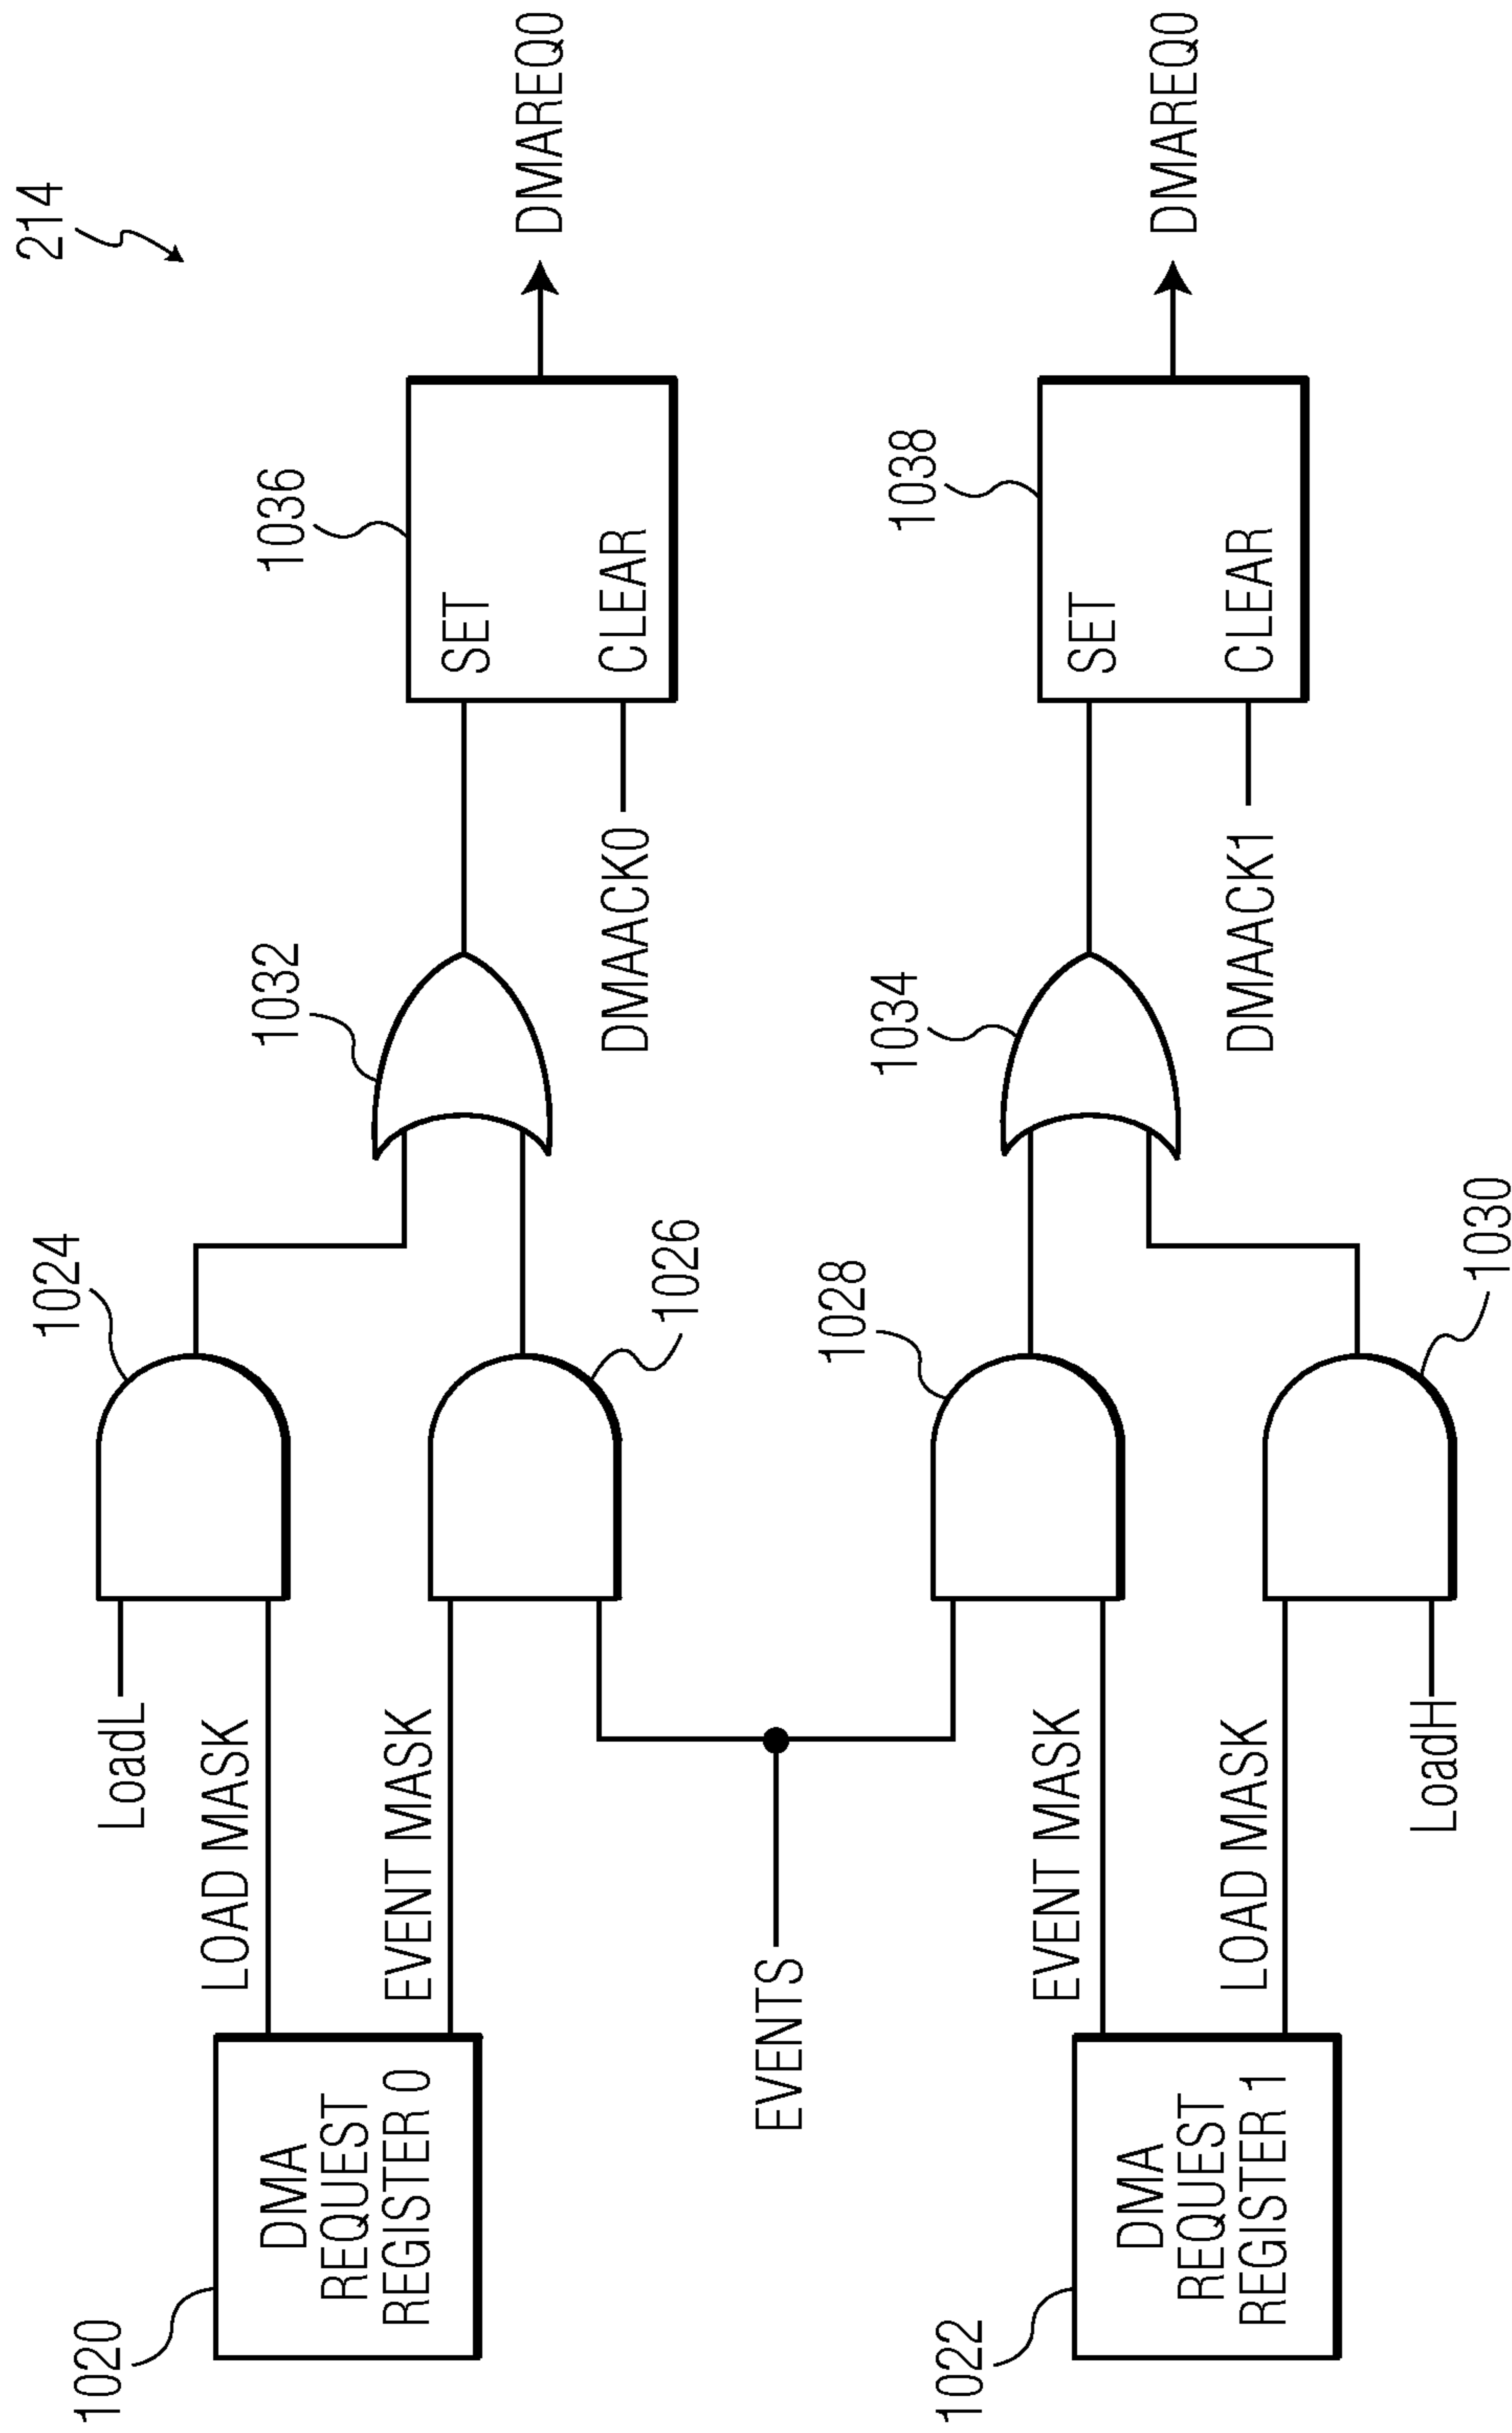 214
1024
LoadL
LOAD MASK
1020
DMA
REQUEST
REGISTER 0
EVENT MASK
1026
1032
1036
SET
CLEAR
DMAACK0
DMAREQ0
EVENTS
1028
1034
1038
SET
CLEAR
DMAACK1
DMAREQ0
1022
DMA
REQUEST
REGISTER 1
EVENT MASK
LOAD MASK
LoadH
1030